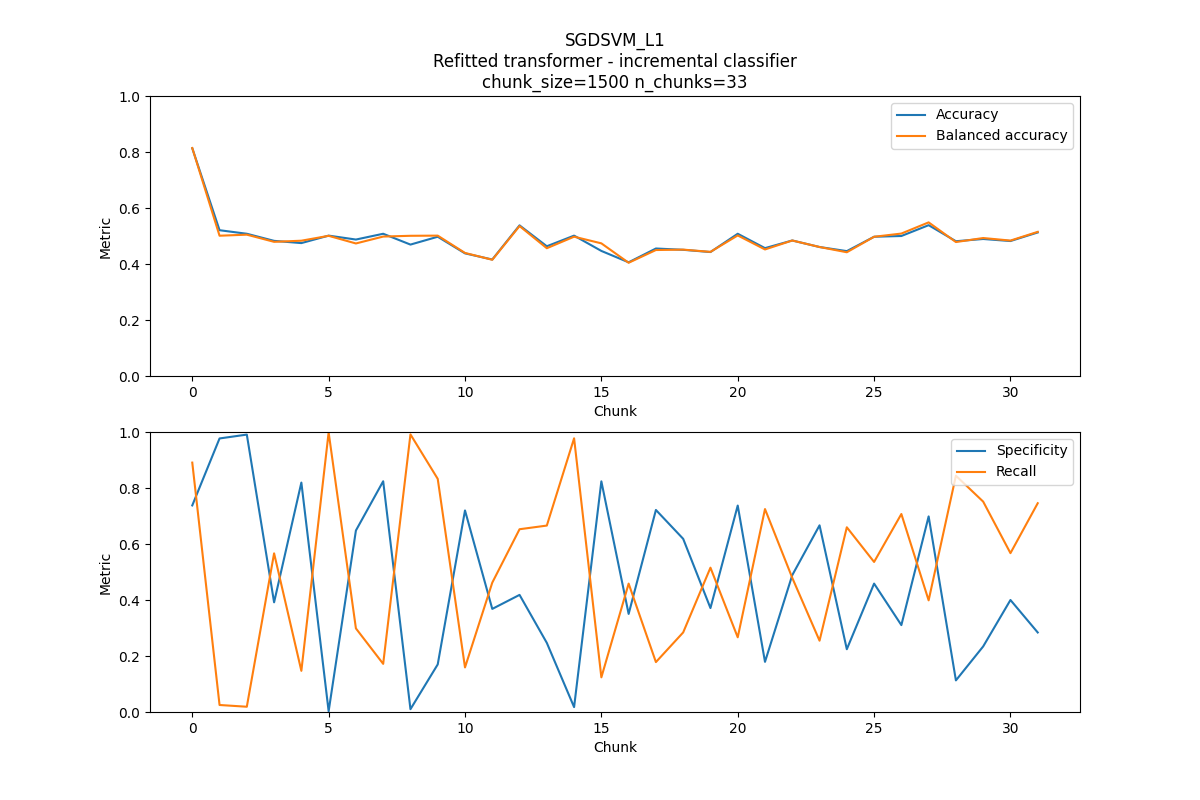 SGDSVM_L1
Refitted transformer - incremental classifier
chunk_size=1500 n_chunks=33
1.0
0.8
0.6
0.4
0.2
0.0
Metric
Accuracy
Balanced accuracy
0 5 10 15 20 25 30
Chunk
1.0
0.8
0.6
0.4
0.2
0.0
Metric
Specificity
Recall
0 5 10 15 20 25 30
Chunk